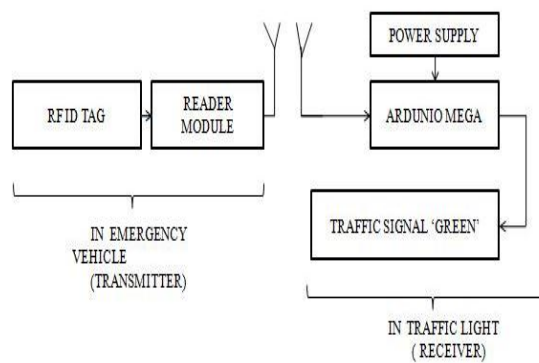 POWER SUPPLY
RFID TAG
READER
MODULE
ARDUNIO MEGA
TRAFFIC SIGNAL ‘GREEN’
IN EMERGENCY
VEHICLE
(TRANSMITTER)
IN TRAFFIC LIGHT
( RECEIVER)